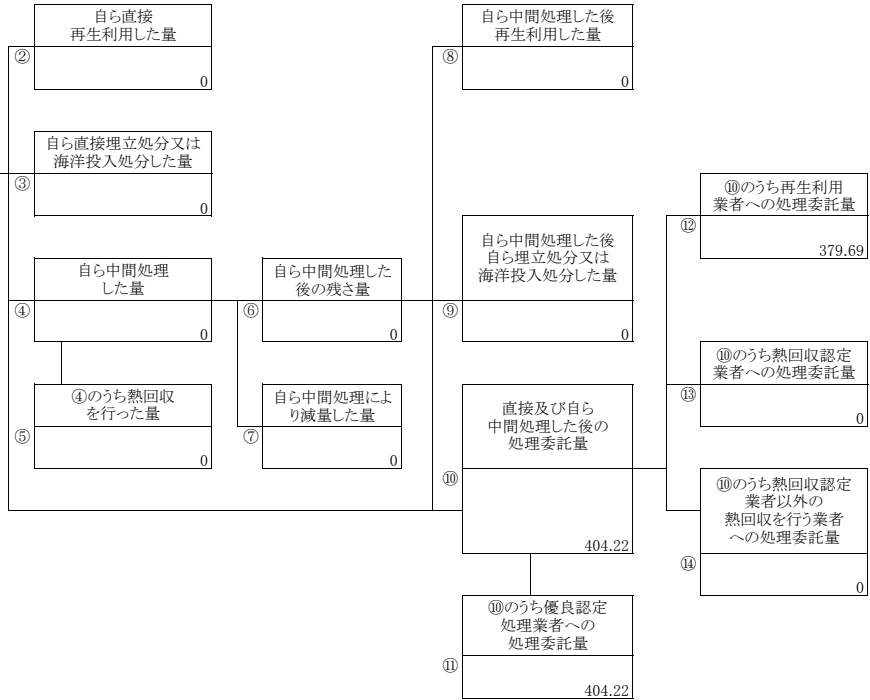 自ら直接
再生利用した量
②
0
自ら直接埋立処分又は
海洋投入処分した量
③
0
自ら中間処理
した量
④
0
④のうち熱回収
を行った量
⑤
0
自ら中間処理した
後の残さ量
⑥
0
自ら中間処理によ
り減量した量
⑦
0
自ら中間処理した後
再生利用した量
⑧
0
自ら中間処理した後
自ら埋立処分又は
海洋投入処分した量
⑨
0
直接及び自ら
中間処理した後の
処理委託量
⑩
404.22
⑩のうち優良認定
処理業者への
処理委託量
⑪
404.22
⑩のうち再生利用
業者への処理委託量
⑫
379.69
⑩のうち熱回収認定
業者への処理委託量
⑬
0
⑩のうち熱回収認定
業者以外の
熱回収を行う業者
への処理委託量
⑭
0